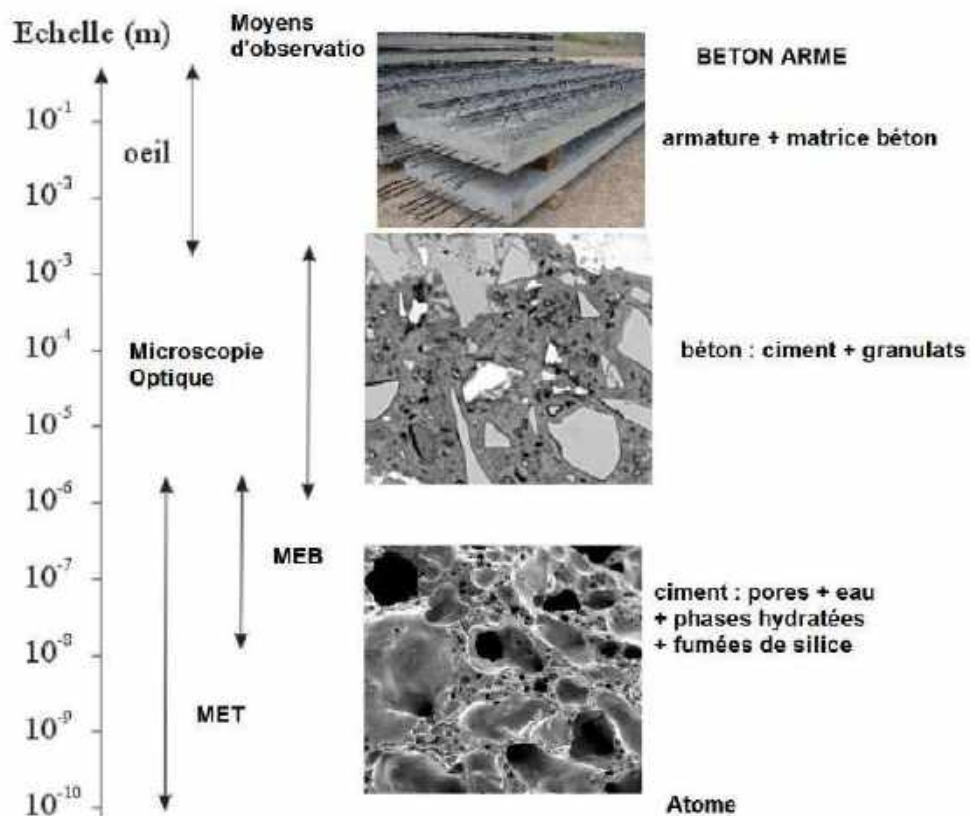 Echelle (m)
Moyens
d'observatio
BETON ARME
10⁻¹
oeil
armature + matrice béton
10⁻²
10⁻³
10⁻⁴
Microscopie
Optique
béton : ciment + granulats
10⁻⁵
10⁻⁶
MEB
10⁻⁷
ciment : pores + eau
+ phases hydratées
+ fumées de silice
10⁻⁸
MET
10⁻⁹
10⁻¹⁰
Atome